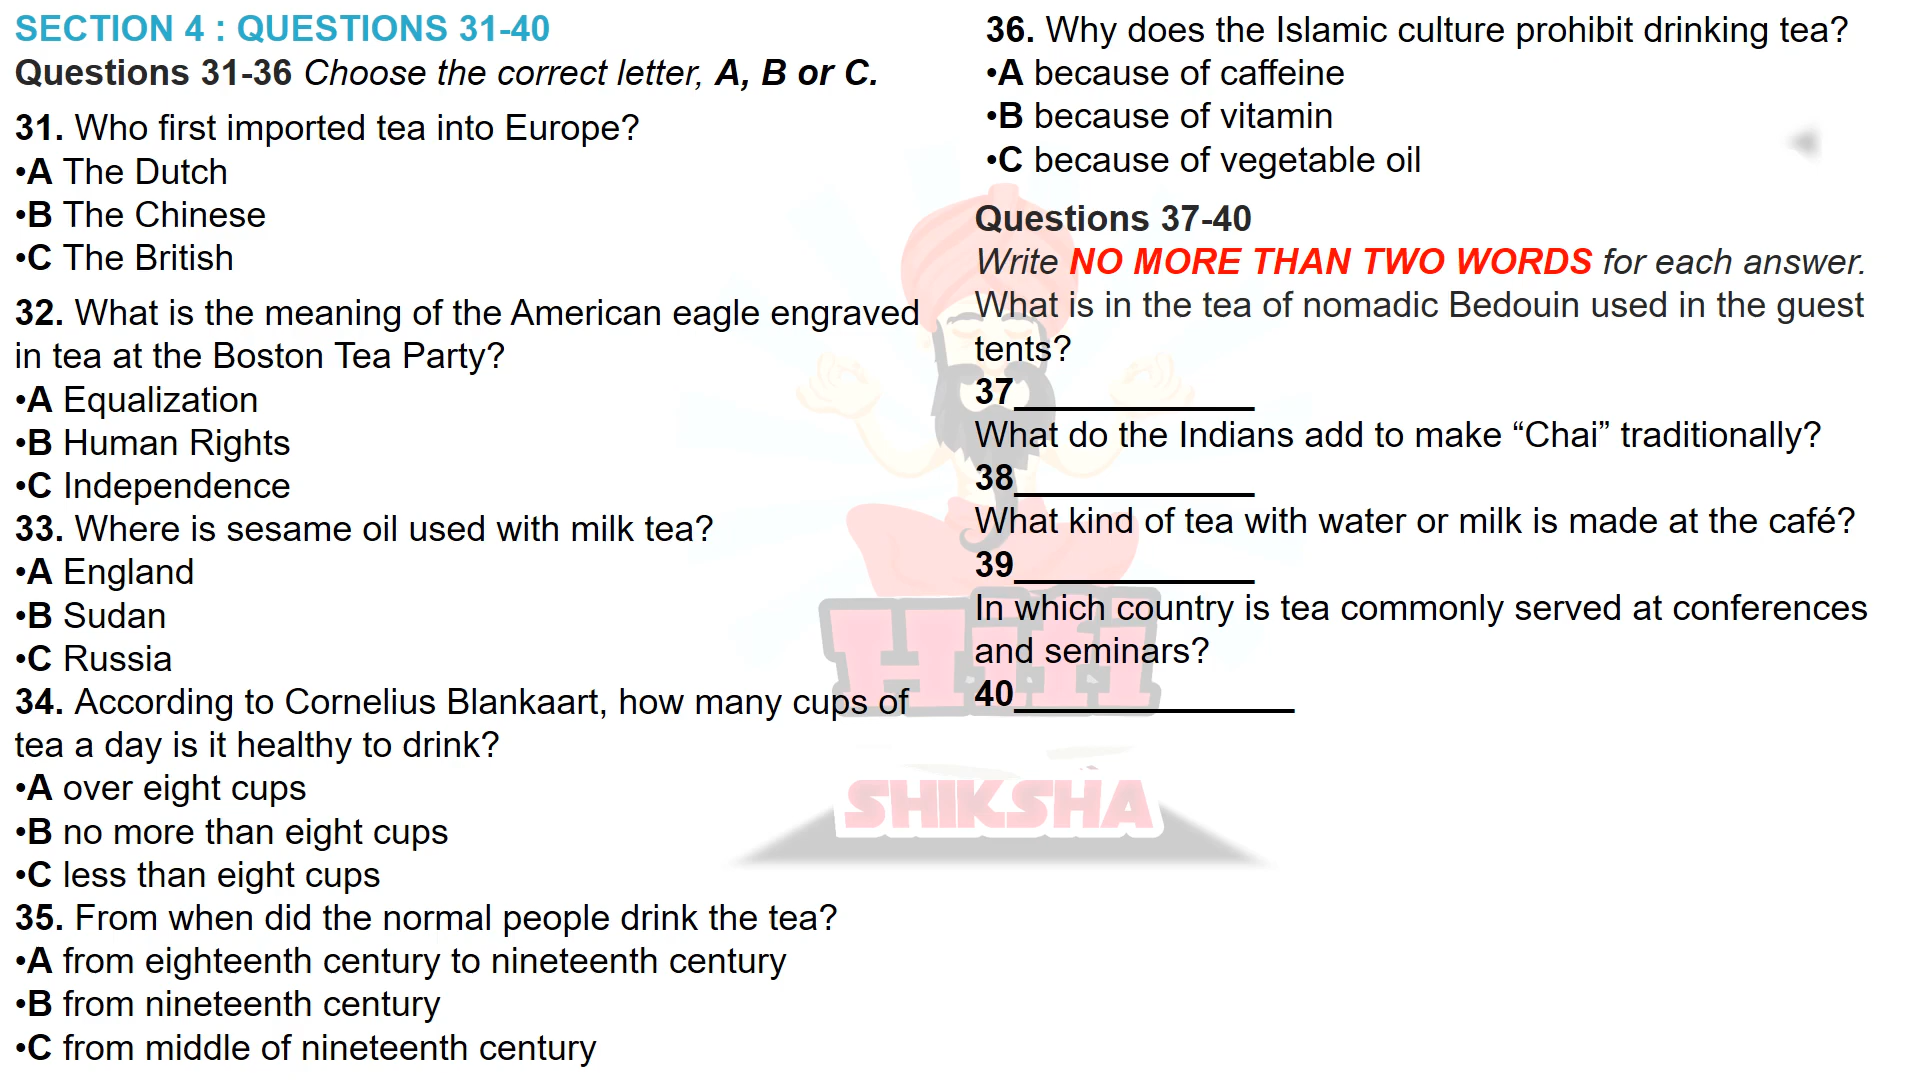 SECTION 4 : QUESTIONS 31-40
Questions 31-36 Choose the correct letter, A, B or C.
31. Who first imported tea into Europe?
•A The Dutch
•B The Chinese
•C The British
32. What is the meaning of the American eagle engraved
in tea at the Boston Tea Party?
•A Equalization
•B Human Rights
•C Independence
33. Where is sesame oil used with milk tea?
•A England
•B Sudan
•C Russia
34. According to Cornelius Blankaart, how many cups of
tea a day is it healthy to drink?
•A over eight cups
•B no more than eight cups
•C less than eight cups
35. From when did the normal people drink the tea?
•A from eighteenth century to nineteenth century
•B from nineteenth century
•C from middle of nineteenth century
36. Why does the Islamic culture prohibit drinking tea?
•A because of caffeine
•B because of vitamin
•C because of vegetable oil
Questions 37-40
Write NO MORE THAN TWO WORDS for each answer.
What is in the tea of nomadic Bedouin used in the guest
tents?
37____________
What do the Indians add to make “Chai” traditionally?
38____________
What kind of tea with water or milk is made at the café?
39____________
In which country is tea commonly served at conferences
and seminars?
40______________
Hifi
SHIKSHA